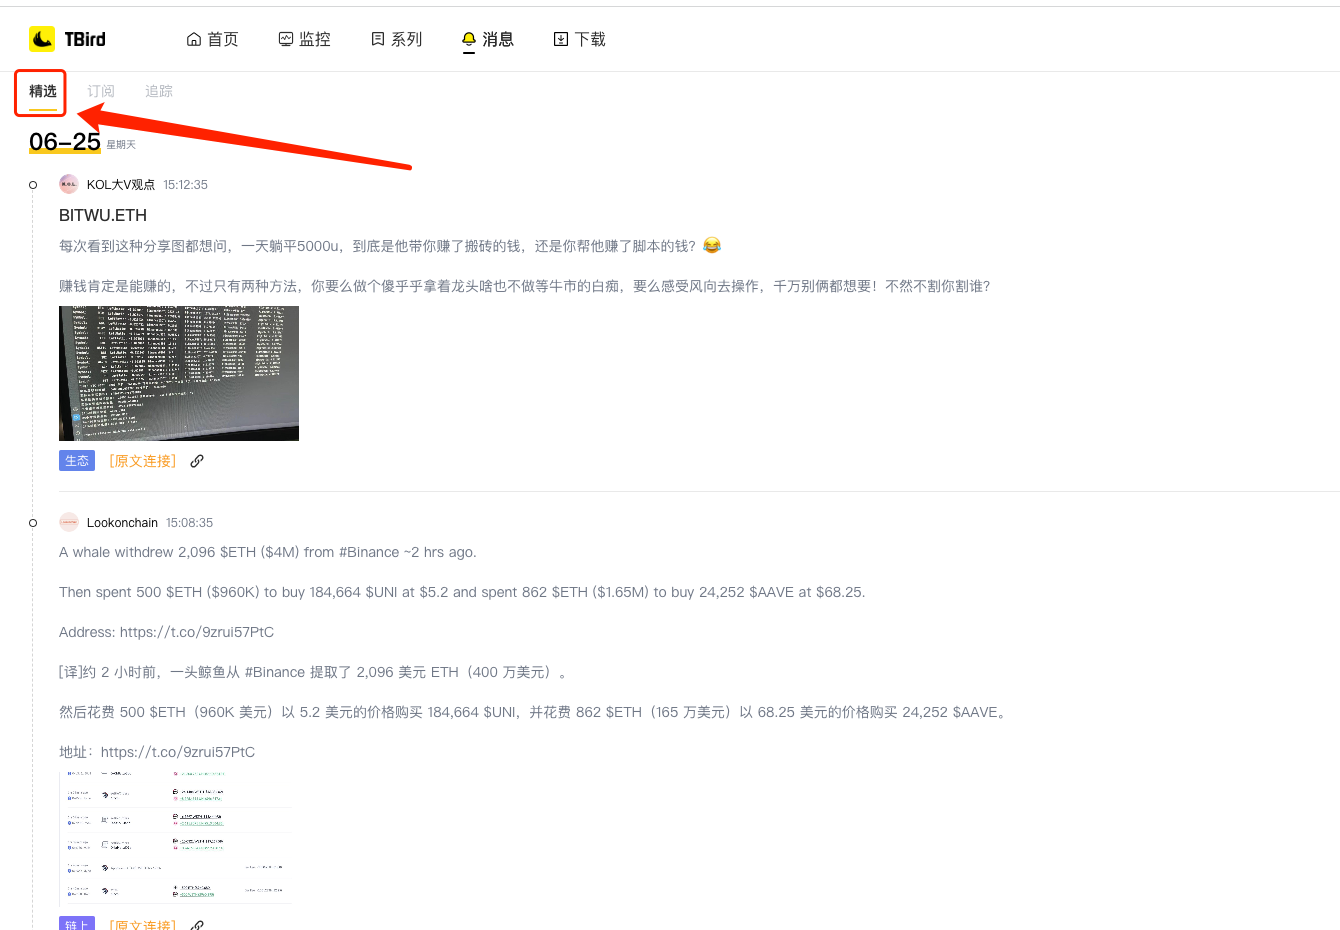 TBird
首页
监控
系列
消息
下载
精选
订阅
追踪
06-25 星期天
KOL大V观点 15:12:35
BITWU.ETH
每次看到这种分享图都想问，一天躺平5000u，到底是他带你赚了搬砖的钱，还是你帮他赚了脚本的钱？😂
赚钱肯定是能赚的，不过只有两种方法，你要么做个傻乎乎拿着龙头啥也不做等牛市的白痴，要么感受风向去操作，千万别俩都想要！不然不割你割谁？
生态 [原文连接]
Lookonchain 15:08:35
A whale withdrew 2,096 $ETH ($4M) from #Binance ~2 hrs ago.
Then spent 500 $ETH ($960K) to buy 184,664 $UNI at $5.2 and spent 862 $ETH ($1.65M) to buy 24,252 $AAVE at $68.25.
Address: https://t.co/9zrui57PtC
[译]约 2 小时前，一头鲸鱼从 #Binance 提取了 2,096 美元 ETH（400 万美元）。
然后花费 500 $ETH（960K 美元）以 5.2 美元的价格购买 184,664 $UNI，并花费 862 $ETH（165 万美元）以 68.25 美元的价格购买 24,252 $AAVE。
地址：https://t.co/9zrui57PtC
链上 [原文连接]